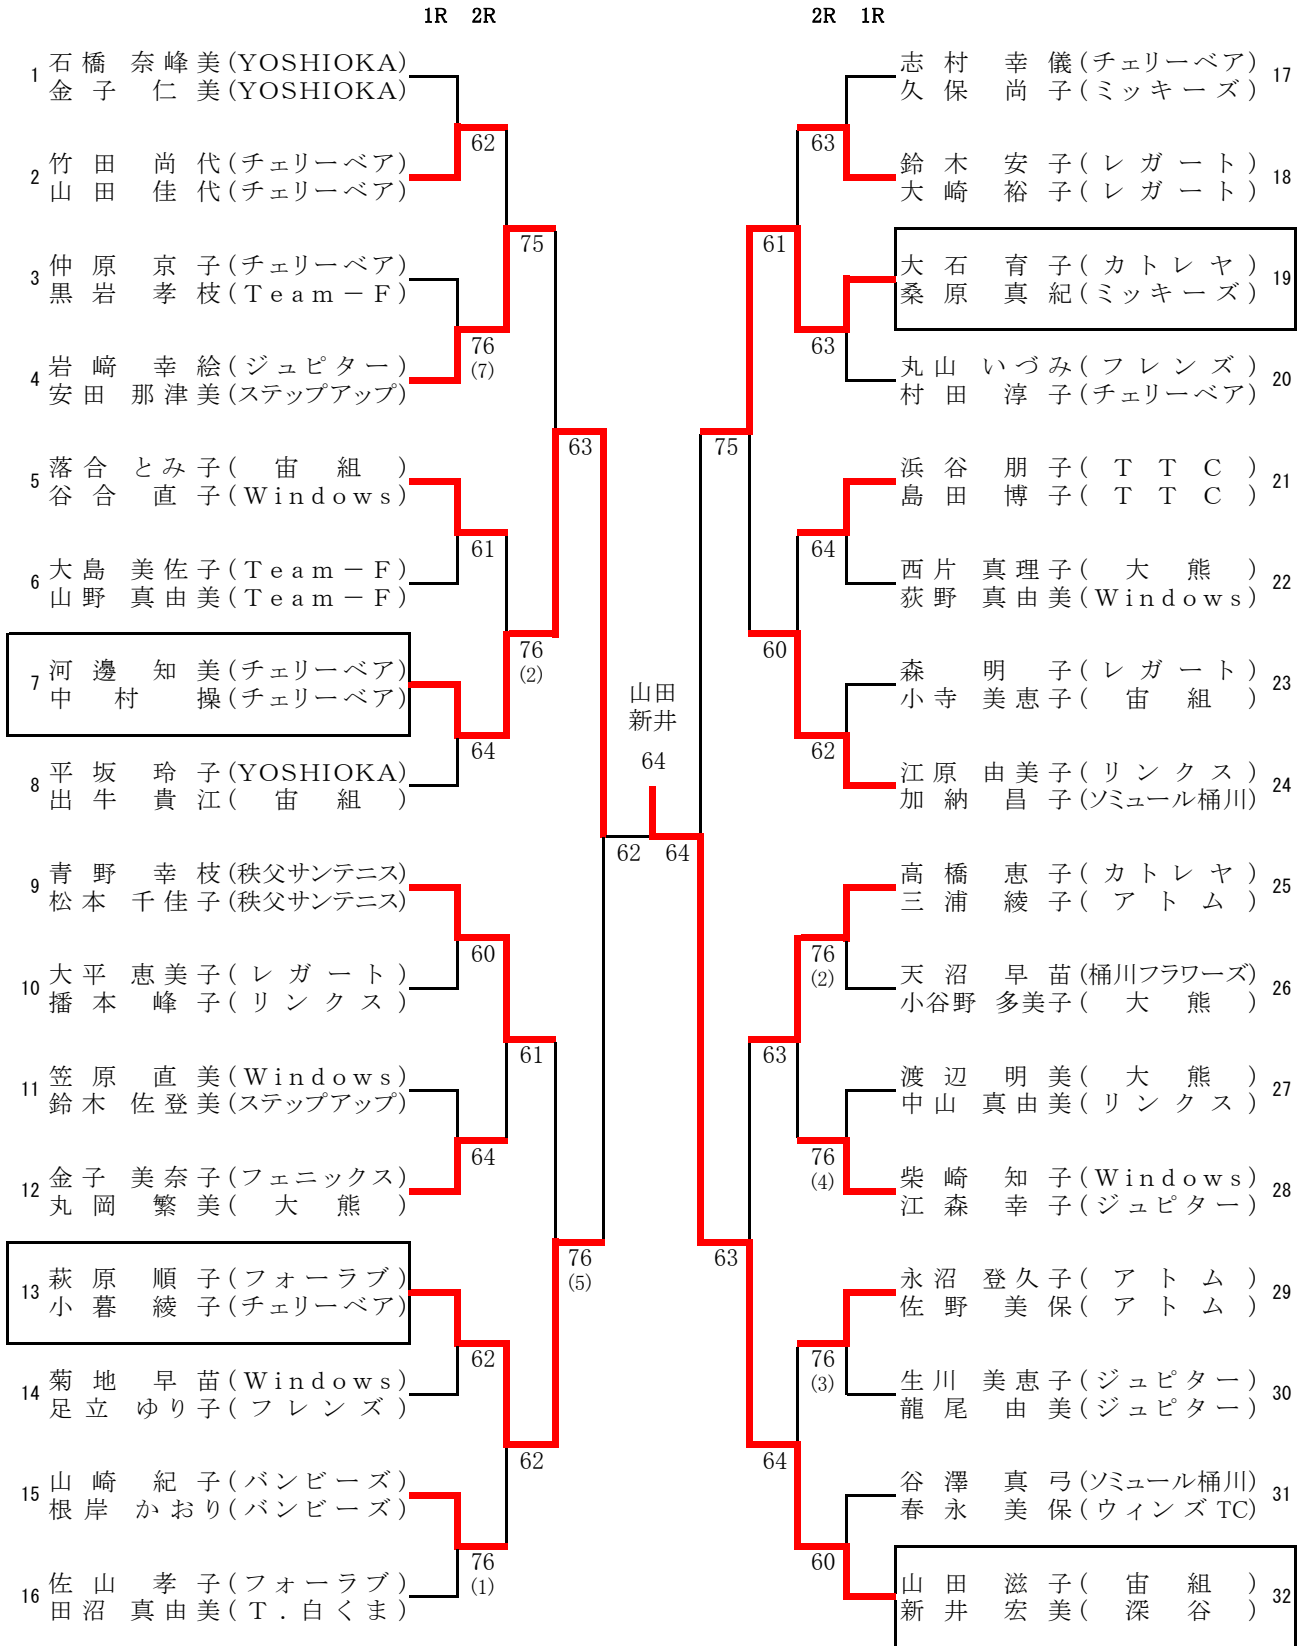 1R 2R
2R 1R
1 石橋 奈峰美(YOSHIOKA)
金子 仁美(YOSHIOKA)
2 竹田 尚代(チェリーベア)
山田 佳代(チェリーベア)
3 仲原 京子(チェリーベア)
黒岩 孝枝(Team－F)
4 岩﨑 幸絵(ジュピター)
安田 那津美(ステップアップ)
5 落合 とみ子(宙組)
谷合 直子(Windows)
6 大島 美佐子(Team－F)
山野 真由美(Team－F)
7 河邊 知美(チェリーベア)
中村 操(チェリーベア)
8 平坂 玲子(YOSHIOKA)
出牛 貴江(宙組)
9 青野 幸枝(秩父サンテニス)
松本 千佳子(秩父サンテニス)
10 大平 恵美子(レガート)
播本 峰子(リンクス)
11 笠原 直美(Windows)
鈴木 佐登美(ステップアップ)
12 金子 美奈子(フェニックス)
丸岡 繁美(大熊)
13 萩原 順子(フォーラブ)
小暮 綾子(チェリーベア)
14 菊地 早苗(Windows)
足立 ゆり子(フレンズ)
15 山崎 紀子(バンビーズ)
根岸 かおり(バンビーズ)
16 佐山 孝子(フォーラブ)
田沼 真由美(T.白くま)
62
76
(7)
61
64
60
64
62
76
(1)
75
76
(2)
61
62
63
76
(5)
62
山田
新井
64
64
75
63
61
60
63
64
63
63
64
62
76
(2)
76
(4)
76
(3)
60
志村 幸儀(チェリーベア) 17
久保 尚子(ミッキーズ)
鈴木 安子(レガート) 18
大崎 裕子(レガート)
大石 育子(カトレヤ) 19
桑原 真紀(ミッキーズ)
丸山 いづみ(フレンズ) 20
村田 淳子(チェリーベア)
浜谷 朋子(TTC) 21
島田 博子(TTC)
西片 真理子(大熊) 22
荻野 真由美(Windows)
森 明子(レガート) 23
小寺 美恵子(宙組)
江原 由美子(リンクス) 24
加納 昌子(ソミュール桶川)
高橋 恵子(カトレヤ) 25
三浦 綾子(アトム)
天沼 早苗(桶川フラワーズ) 26
小谷野 多美子(大熊)
渡辺 明美(大熊) 27
中山 真由美(リンクス)
柴崎 知子(Windows) 28
江森 幸子(ジュピター)
永沼 登久子(アトム) 29
佐野 美保(アトム)
生川 美恵子(ジュピター) 30
龍尾 由美(ジュピター)
谷澤 真弓(ソミュール桶川) 31
春永 美保(ウィンズTC)
山田 滋子(宙組) 32
新井 宏美(深谷)